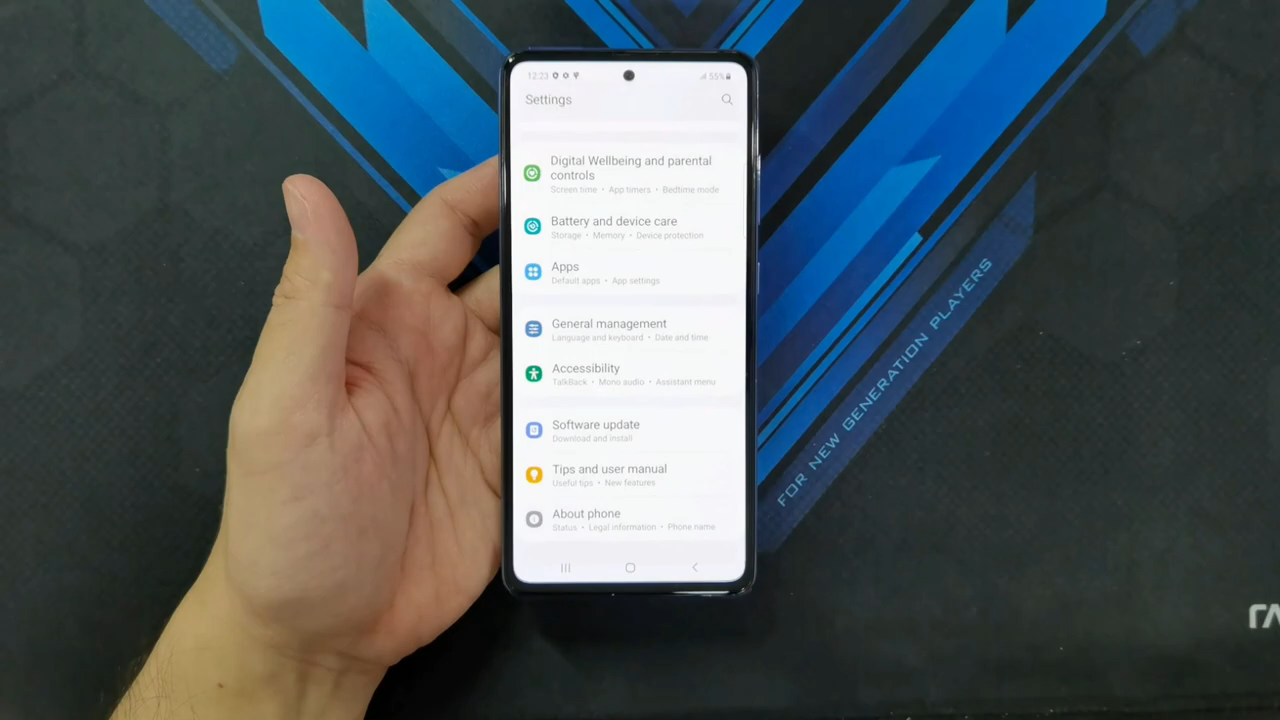 12:23
55%
Settings
Digital Wellbeing and parental
controls
Screen time • App timers • Bedtime mode
Battery and device care
Storage • Memory • Device protection
Apps
Default apps • App settings
General management
Language and keyboard • Date and time
Accessibility
TalkBack • Mono audio • Assistant menu
Software update
Download and install
Tips and user manual
Useful tips • New features
About phone
Status • Legal information • Phone name
FOR NEW GENERATION PLAYERS